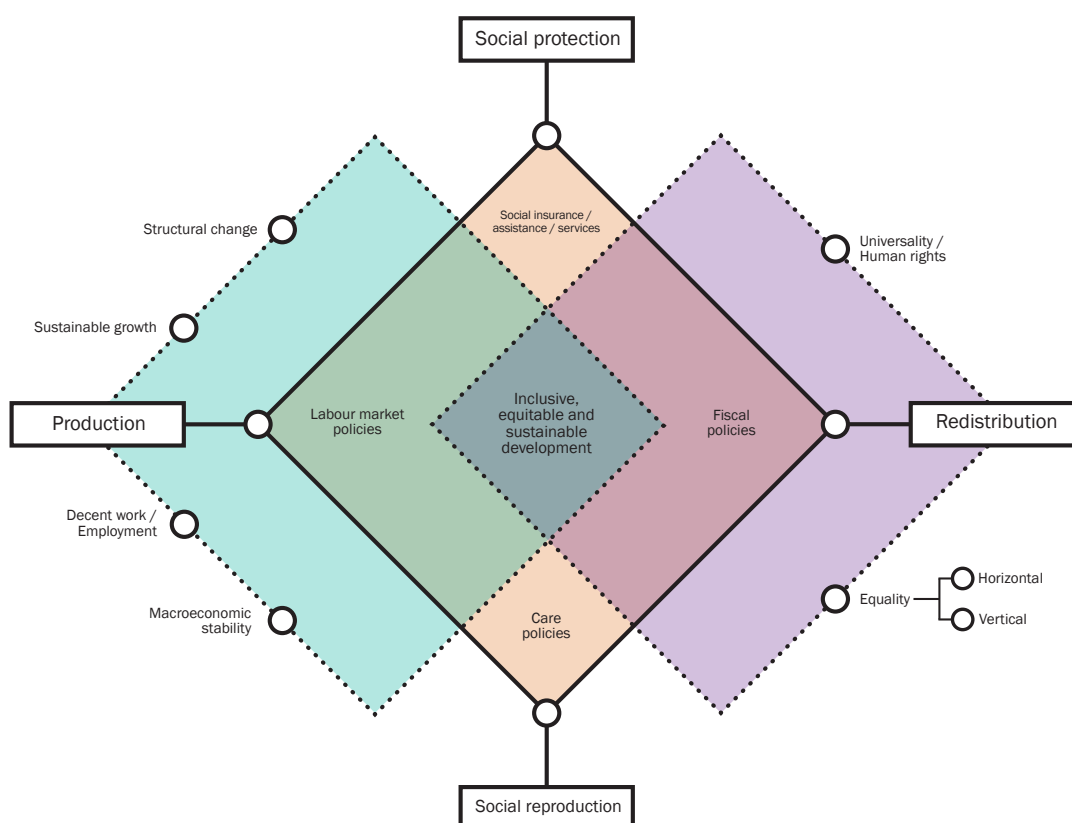 Social protection
Social insurance /
assistance / services
Structural change
Universality /
Human rights
Sustainable growth
Production
Labour market
policies
Inclusive,
equitable and
sustainable
development
Fiscal
policies
Redistribution
Decent work /
Employment
Macroeconomic
stability
Care
policies
Equality
Horizontal
Vertical
Social reproduction